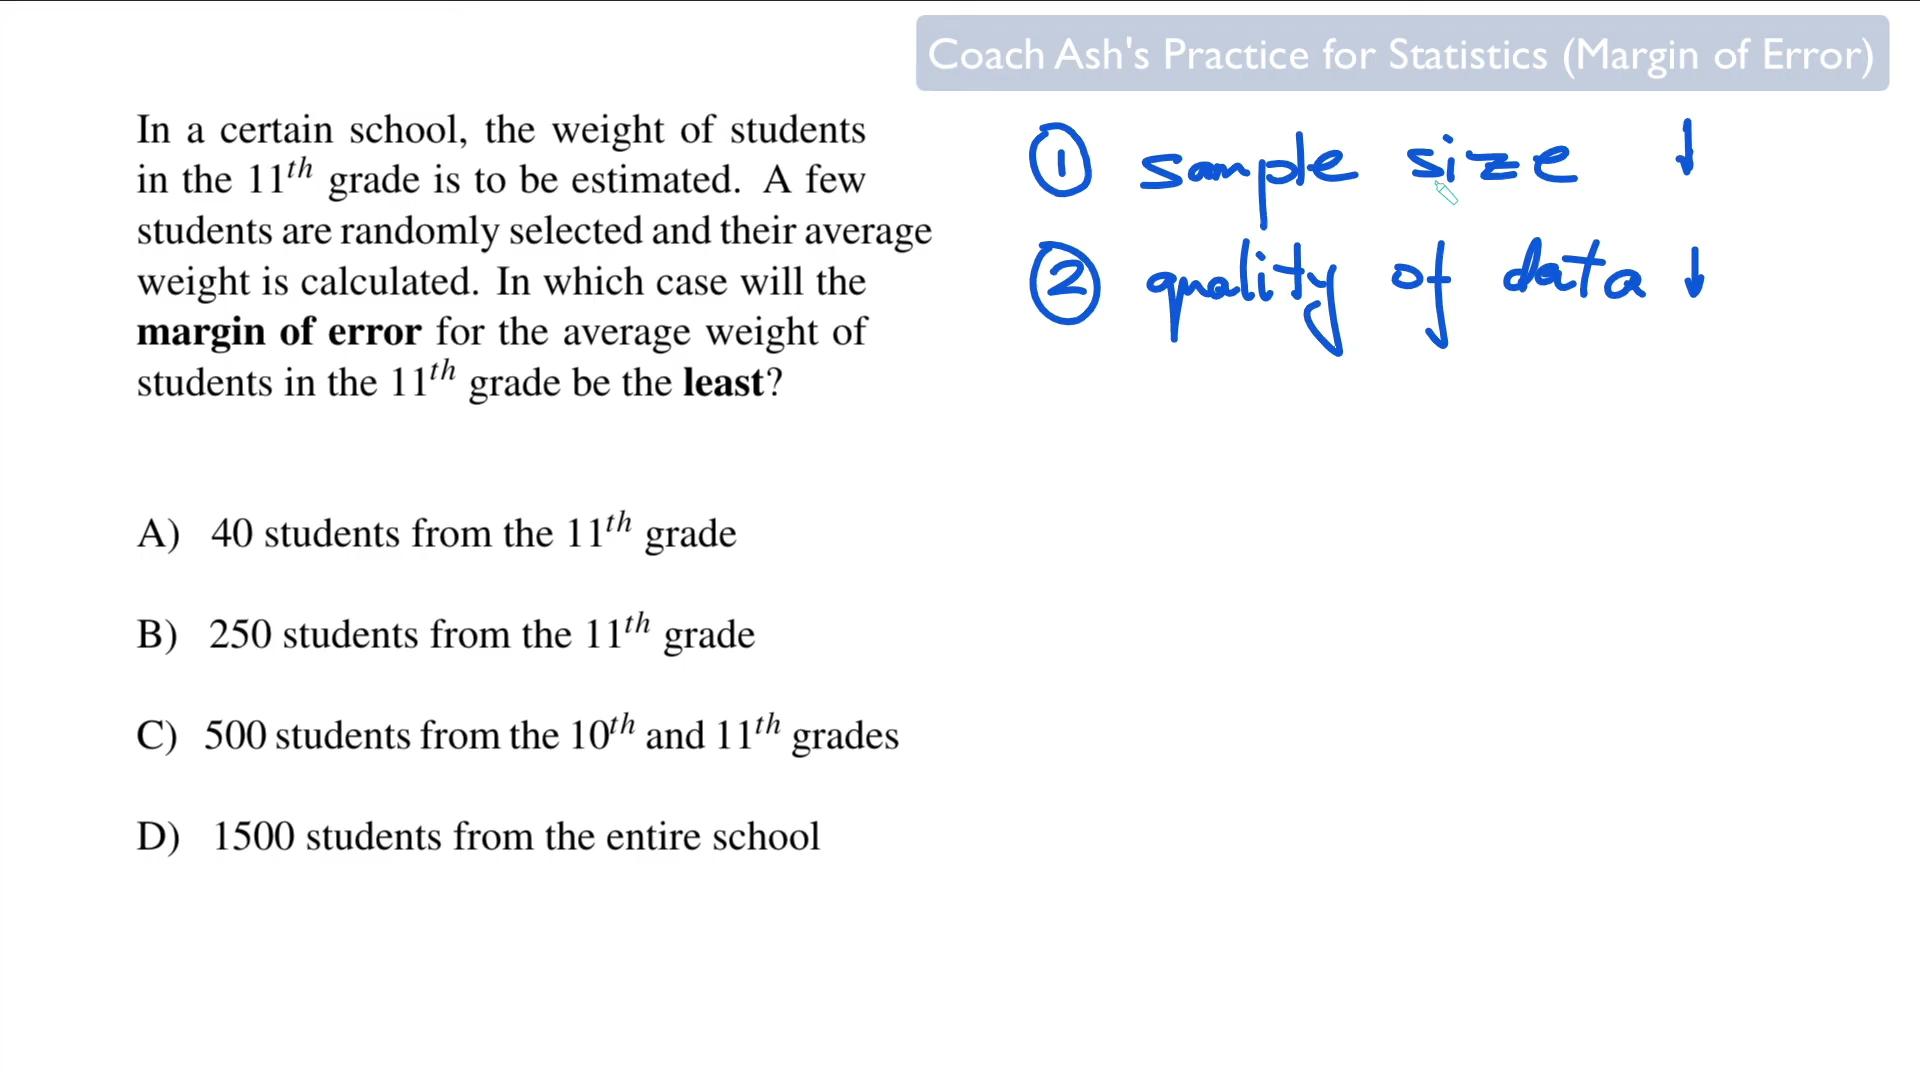 Coach Ash's Practice for Statistics (Margin of Error)
In a certain school, the weight of students
in the 11th grade is to be estimated. A few
students are randomly selected and their average
weight is calculated. In which case will the
margin of error for the average weight of
students in the 11th grade be the least?
A) 40 students from the 11th grade
B) 250 students from the 11th grade
C) 500 students from the 10th and 11th grades
D) 1500 students from the entire school
① sample size ↓
② quality of data ↓